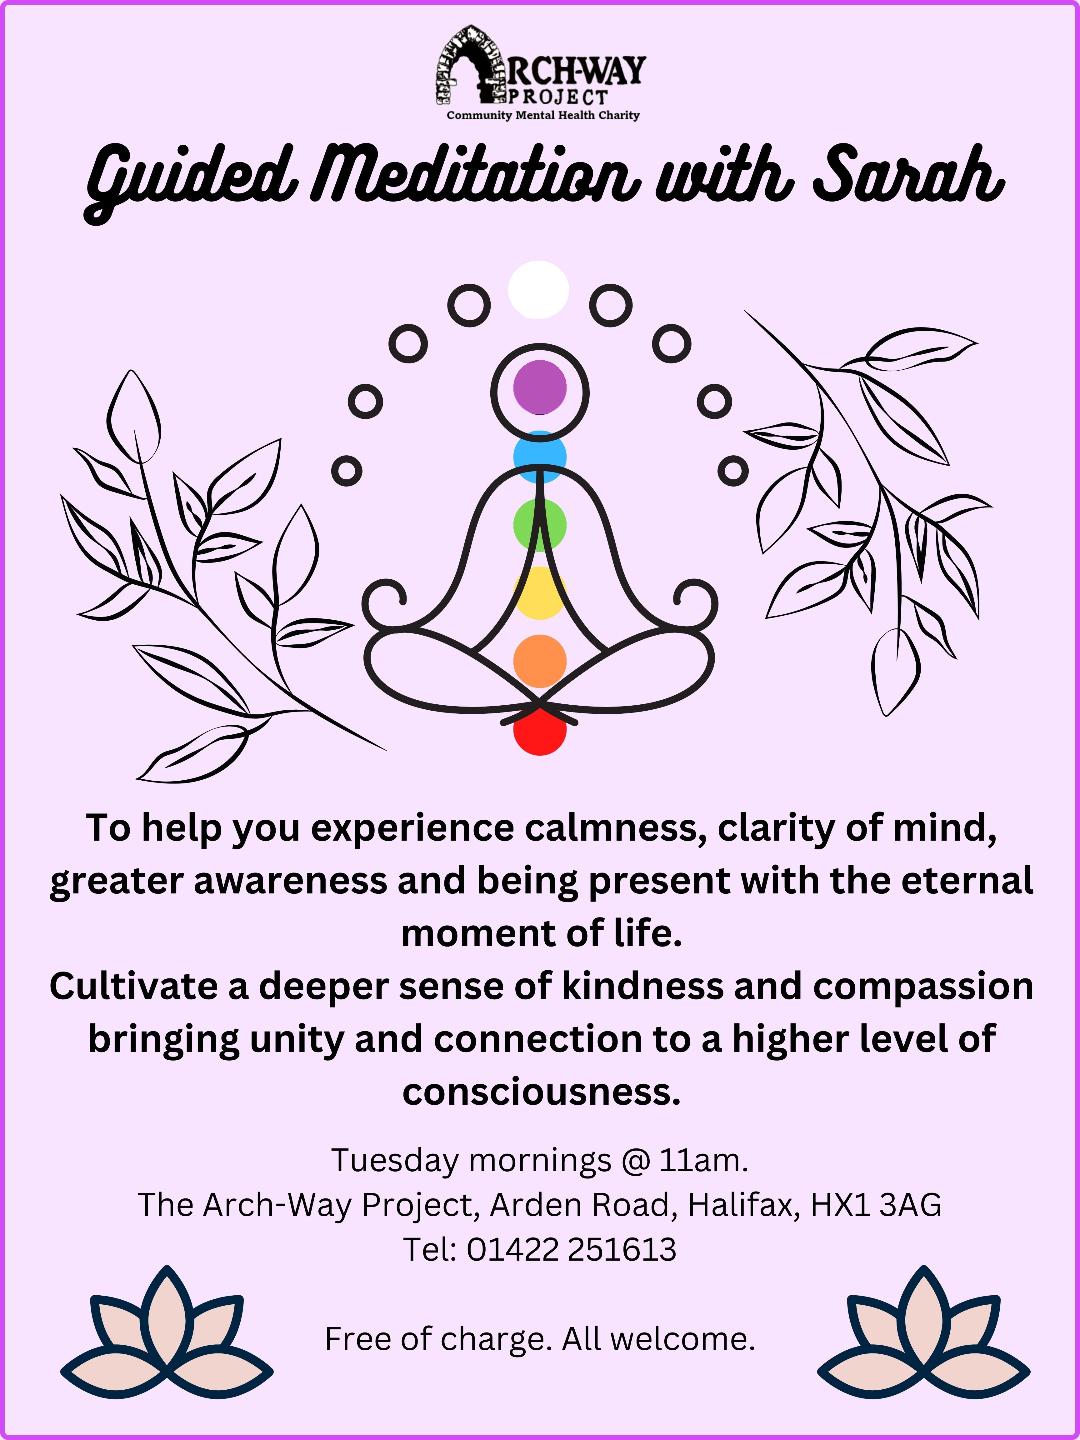 ARCH-WAY
PROJECT
Community Mental Health Charity
Guided Meditation with Sarah
To help you experience calmness, clarity of mind,
greater awareness and being present with the eternal
moment of life.
Cultivate a deeper sense of kindness and compassion
bringing unity and connection to a higher level of
consciousness.
Tuesday mornings @ 11am.
The Arch-Way Project, Arden Road, Halifax, HX1 3AG
Tel: 01422 251613
Free of charge. All welcome.